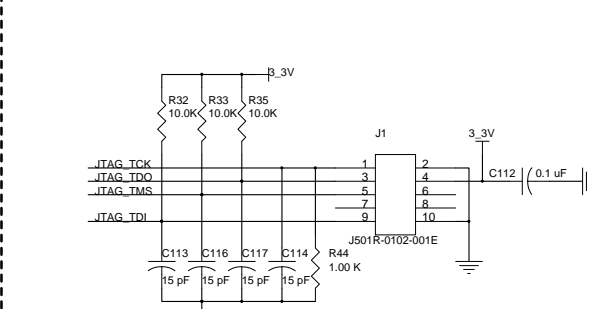 3_3V
R32 R33 R35
10.0K 10.0K 10.0K
J1 3_3V
JTAG_TCK 1 2
JTAG_TDO 3 4 C112 0.1 uF
JTAG_TMS 5 6
7 8
JTAG_TDI 9 10
J501R-0102-001E
C113 C116 C117 C114 R44
1.00 K
15 pF 15 pF 15 pF 15 pF